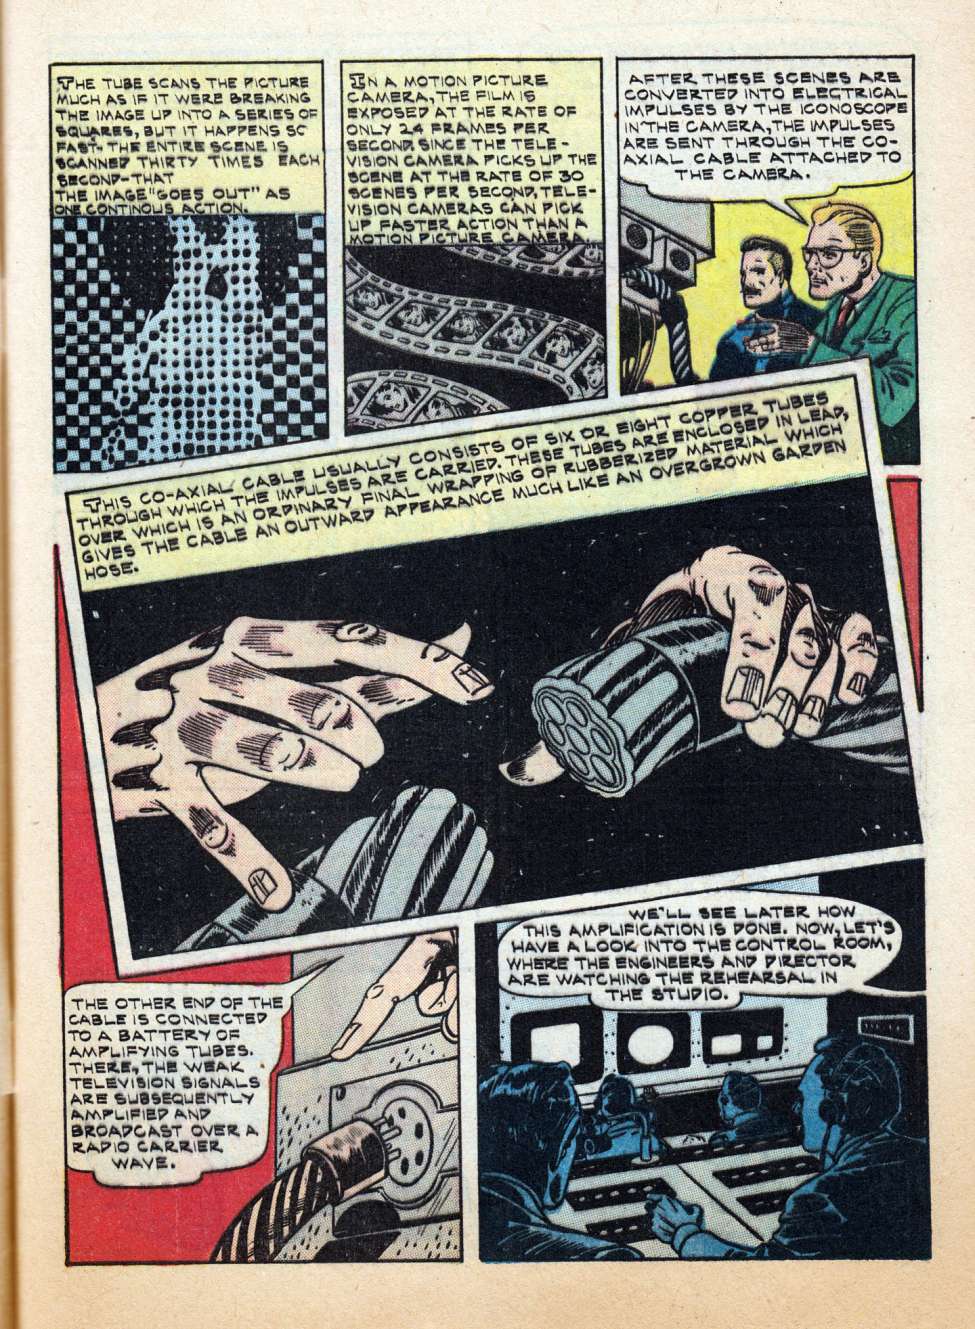 THE TUBE SCANS THE PICTURE
MUCH AS IF IT WERE BREAKING
THE IMAGE UP INTO A SERIES OF
SQUARES, BUT IT HAPPENS SO
FAST- THE ENTIRE SCENE IS
SCANNED THIRTY TIMES EACH
SECOND-THAT
THE IMAGE "GOES OUT" AS
ONE CONTINOUS ACTION.
IN A MOTION PICTURE
CAMERA, THE FILM IS
EXPOSED AT THE RATE OF
ONLY 24 FRAMES PER
SECOND. SINCE THE TELE-
VISION CAMERA PICKS UP THE
SCENE AT THE RATE OF 30
SCENES PER SECOND, TELE-
VISION CAMERAS CAN PICK
UP FASTER ACTION THAN A
MOTION PICTURE CAMERA
AFTER THESE SCENES ARE
CONVERTED INTO ELECTRICAL
IMPULSES BY THE ICONOSCOPE
IN THE CAMERA, THE IMPULSES
ARE SENT THROUGH THE CO-
AXIAL CABLE ATTACHED TO
THE CAMERA.
THIS CO-AXIAL CABLE USUALLY CONSISTS OF SIX OR EIGHT COPPER TUBES
THROUGH WHICH THE IMPULSES ARE CARRIED. THESE TUBES ARE ENCLOSED IN LEAD,
OVER WHICH IS AN ORDINARY FINAL WRAPPING OF RUBBERIZED MATERIAL WHICH
GIVES THE CABLE AN OUTWARD APPEARANCE MUCH LIKE AN OVERGROWN GARDEN
HOSE.
THE OTHER END OF THE
CABLE IS CONNECTED
TO A BATTERY OF
AMPLIFYING TUBES.
THERE, THE WEAK
TELEVISION SIGNALS
ARE SUBSEQUENTLY
AMPLIFIED AND
BROADCAST OVER A
RADIO CARRIER
WAVE.
WE'LL SEE LATER HOW
THIS AMPLIFICATION IS DONE. NOW, LET'S
HAVE A LOOK INTO THE CONTROL ROOM,
WHERE THE ENGINEERS AND DIRECTOR
ARE WATCHING THE REHEARSAL IN
THE STUDIO.